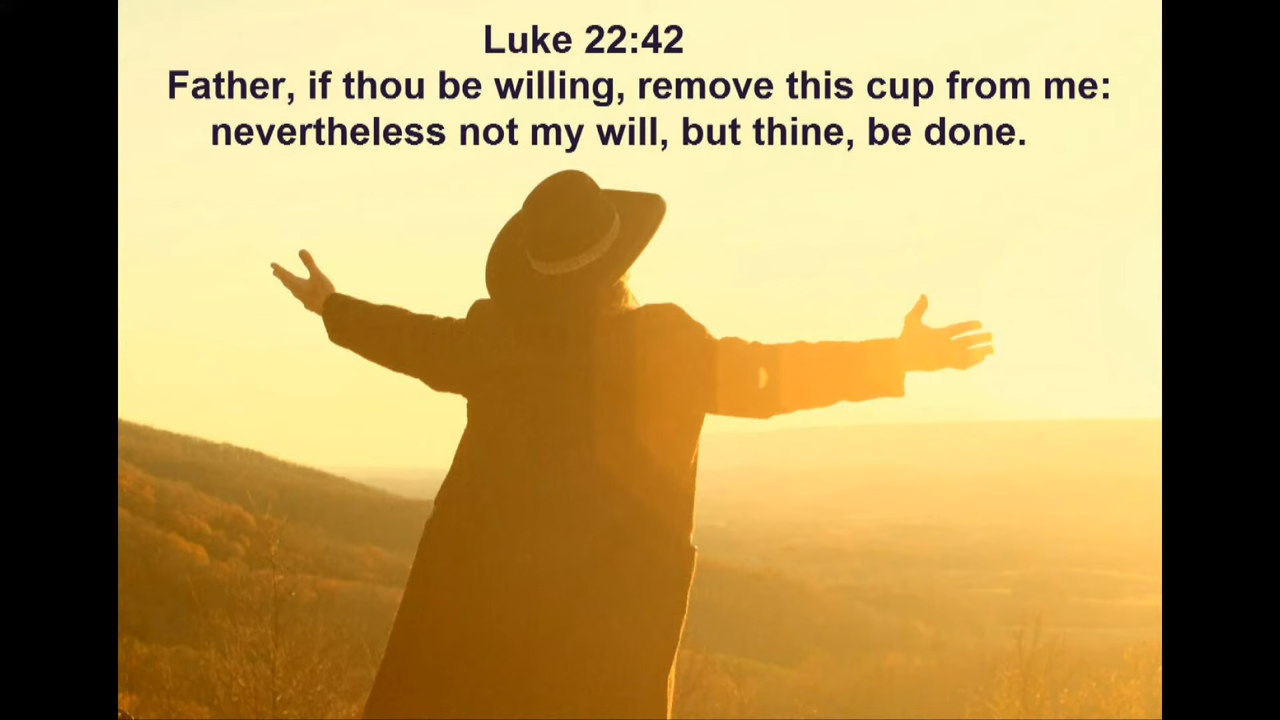 Luke 22:42
Father, if thou be willing, remove this cup from me:
nevertheless not my will, but thine, be done.